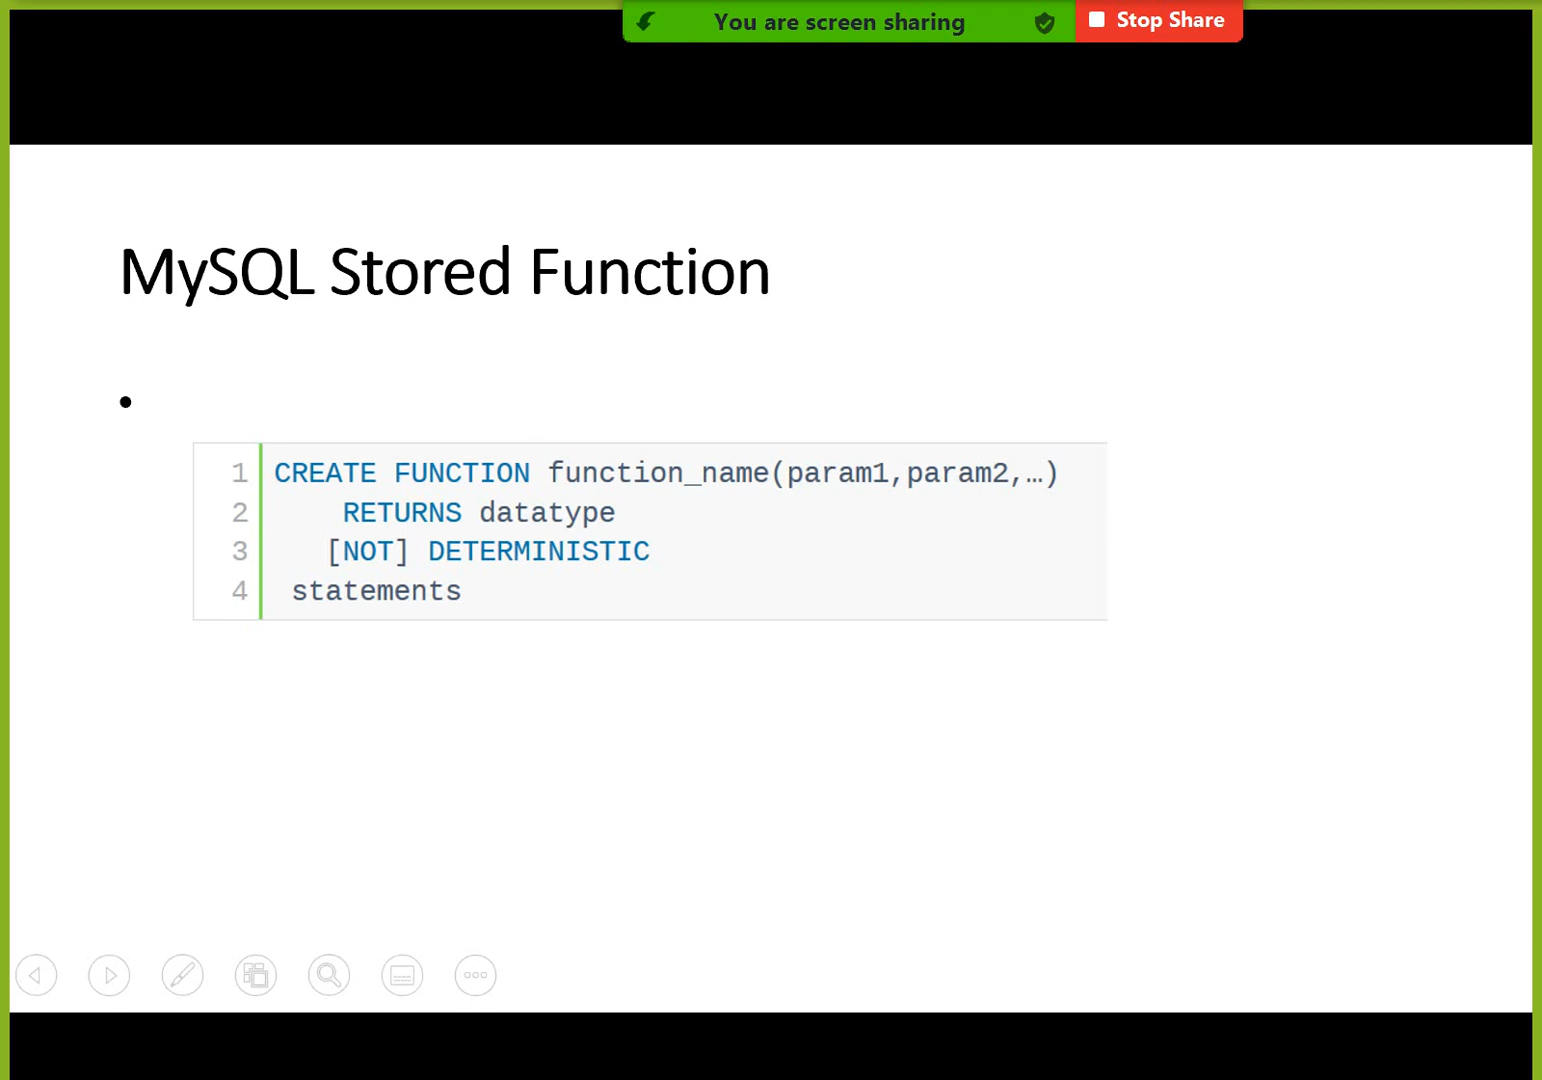 You are screen sharing
Stop Share
MySQL Stored Function
•
1 CREATE FUNCTION function_name(param1,param2,…)
2 RETURNS datatype
3 [NOT] DETERMINISTIC
4 statements